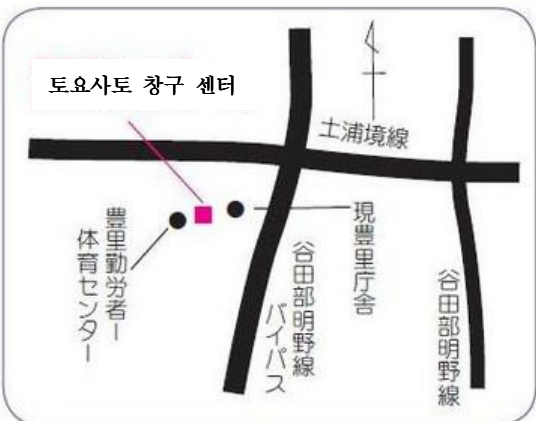 토요사토 창구 센터
土浦境線
現豊里庁舎
豊里勤労者
体育センター
谷田部明野線
バイパス
谷田部明野線